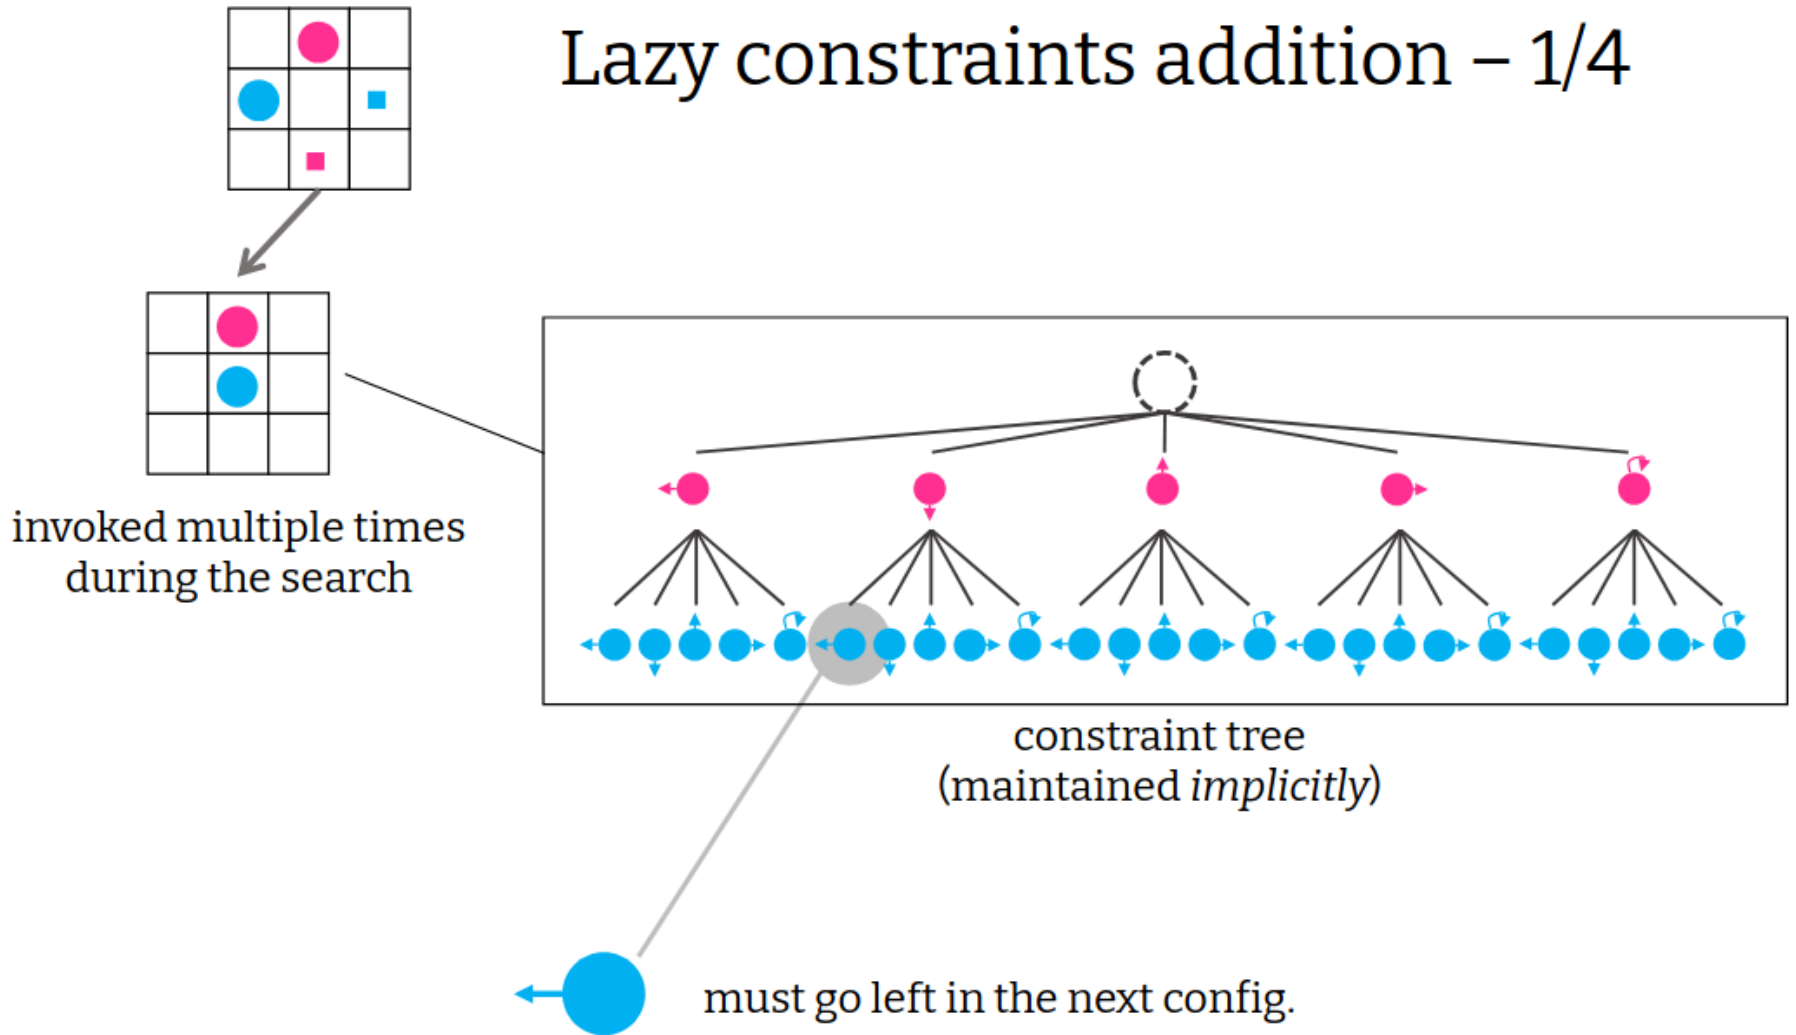 Lazy constraints addition – 1/4
invoked multiple times
during the search
constraint tree
(maintained implicitly)
must go left in the next config.